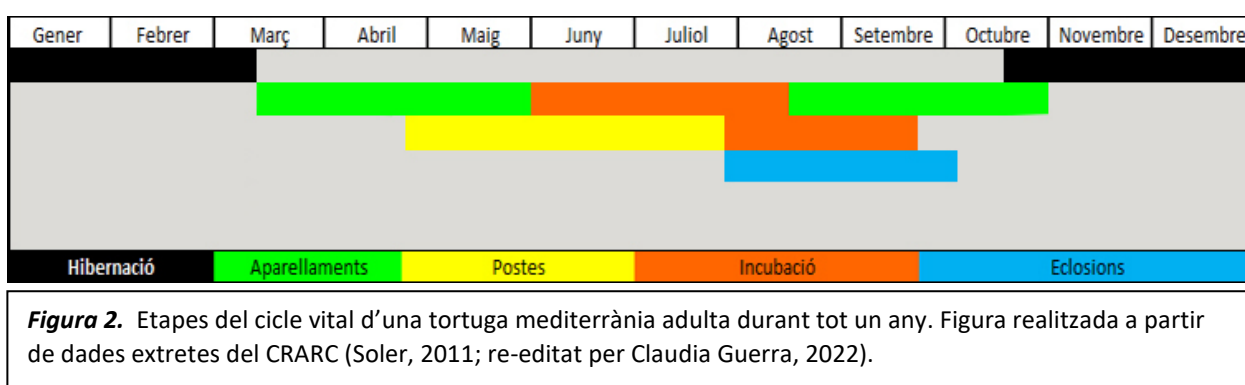 Gener Febrer Març Abril Maig Juny Juliol Agost Setembre Octubre Novembre Desembre
Hibernació Aparellaments Postes Incubació Eclosions
Figura 2. Etapes del cicle vital d'una tortuga mediterrània adulta durant tot un any. Figura realitzada a partir
de dades extretes del CRARC (Soler, 2011; re-editat per Claudia Guerra, 2022).